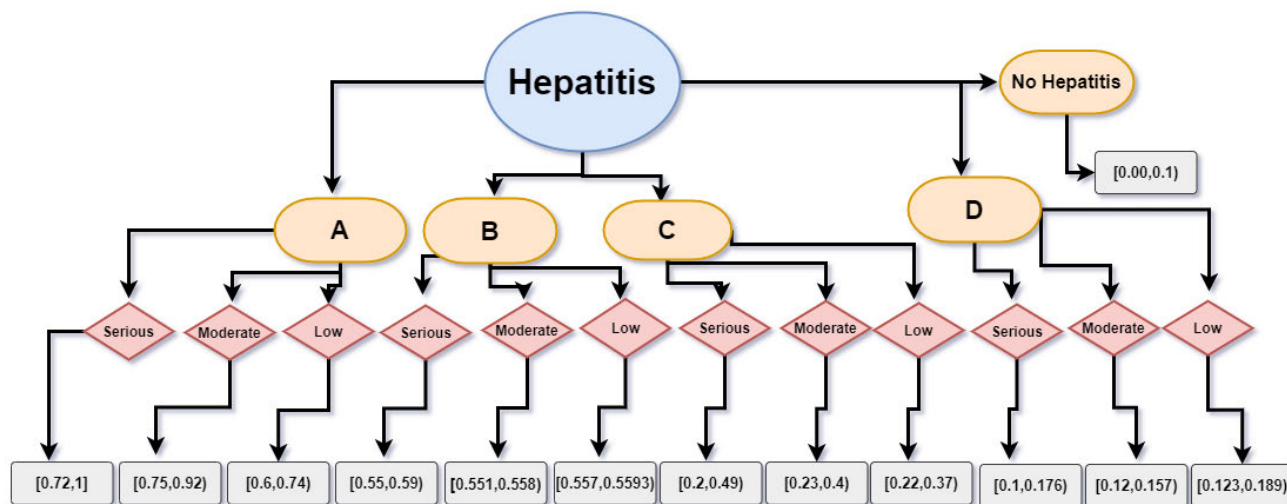 Hepatitis
No Hepatitis
[0.00,0.1)
A
B
C
D
Serious
Moderate
Low
Serious
Moderate
Low
Serious
Moderate
Low
Serious
Moderate
Low
[0.72,1]
[0.75,0.92)
[0.6,0.74)
[0.55,0.59)
[0.551,0.558)
[0.557,0.5593)
[0.2,0.49)
[0.23,0.4)
[0.22,0.37)
[0.1,0.176)
[0.12,0.157)
[0.123,0.189)